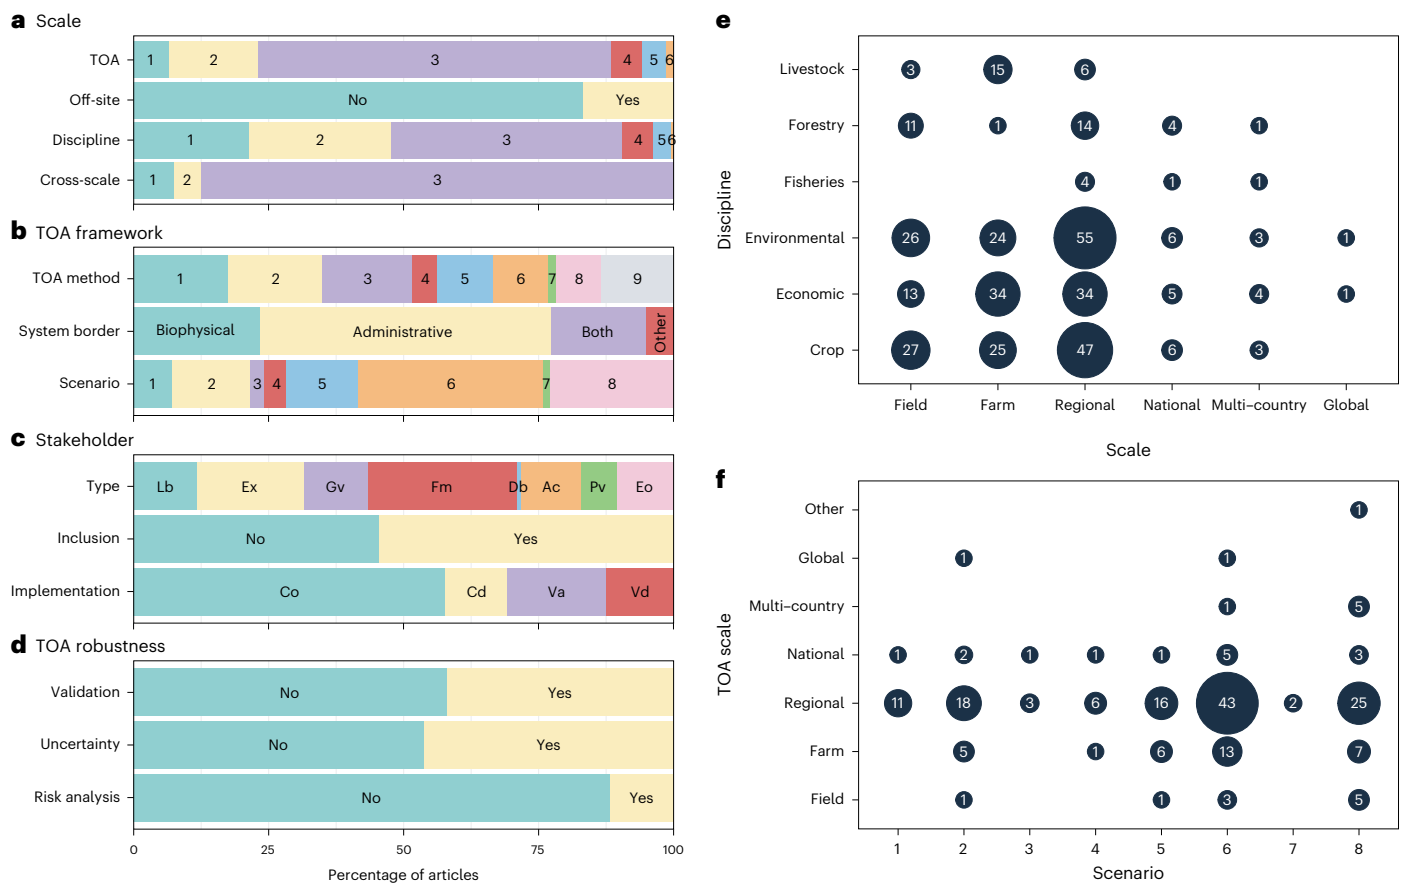 a Scale
TOA 1 2 3 4 5 6
Off-site No Yes
Discipline 1 2 3 4 5 6
Cross-scale 1 2 3
b TOA framework
TOA method 1 2 3 4 5 6 7 8 9
System border Biophysical Administrative Both Other
Scenario 1 2 3 4 5 6 7 8
c Stakeholder
Type Lb Ex Gv Fm Db Ac Pv Eo
Inclusion No Yes
Implementation Co Cd Va Vd
d TOA robustness
Validation No Yes
Uncertainty No Yes
Risk analysis No Yes
0 25 50 75 100
Percentage of articles
e
Discipline
Livestock 3 15 6
Forestry 11 1 14 4 1
Fisheries 4 1 1
Environmental 26 24 55 6 3 1
Economic 13 34 34 5 4 1
Crop 27 25 47 6 3
Field Farm Regional National Multi–country Global
Scale
f
TOA scale
Other 1
Global 1 1
Multi–country 1 5
National 1 2 1 1 1 5 3
Regional 11 18 3 6 16 43 2 25
Farm 5 1 6 13 7
Field 1 1 3 5
1 2 3 4 5 6 7 8
Scenario